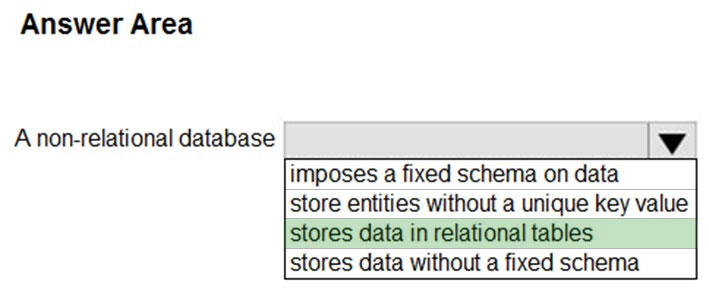 Answer Area
A non-relational database
imposes a fixed schema on data
store entities without a unique key value
stores data in relational tables
stores data without a fixed schema